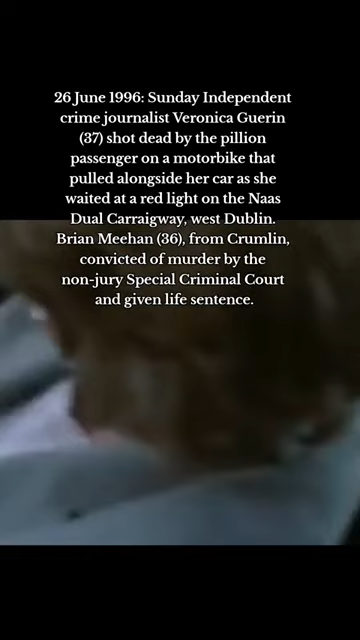 26 June 1996: Sunday Independent
crime journalist Veronica Guerin
(37) shot dead by the pillion
passenger on a motorbike that
pulled alongside her car as she
waited at a red light on the Naas
Dual Carraigway, west Dublin.
Brian Meehan (36), from Crumlin,
convicted of murder by the
non-jury Special Criminal Court
and given life sentence.